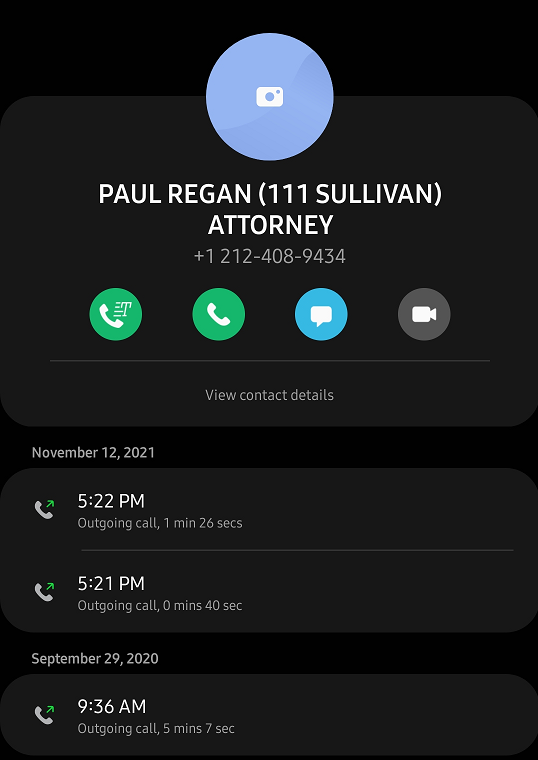 PAUL REGAN (111 SULLIVAN)
ATTORNEY
+1 212-408-9434
T
View contact details
November 12, 2021
5:22 PM
Outgoing call, 1 min 26 secs
5:21 PM
Outgoing call, 0 mins 40 sec
September 29, 2020
9:36 AM
Outgoing call, 5 mins 7 sec